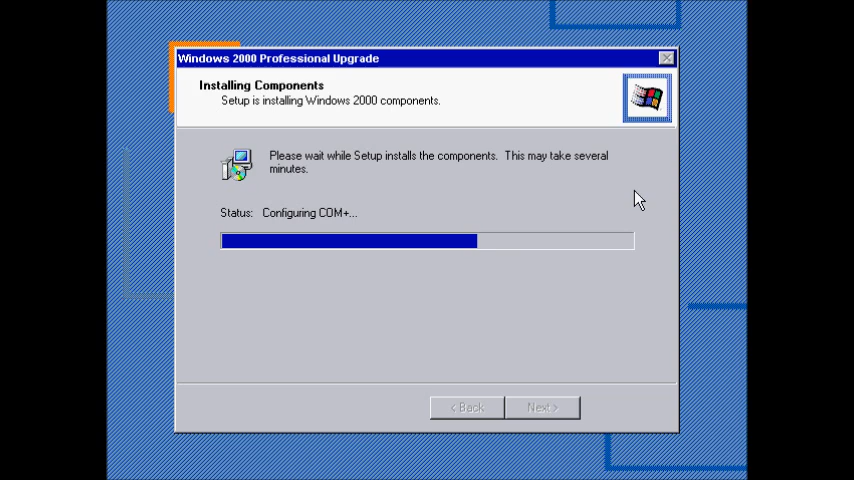 Windows 2000 Professional Upgrade
Installing Components
Setup is installing Windows 2000 components.
Please wait while Setup installs the components. This may take several
minutes.
Status: Configuring COM+...
< Back
Next >